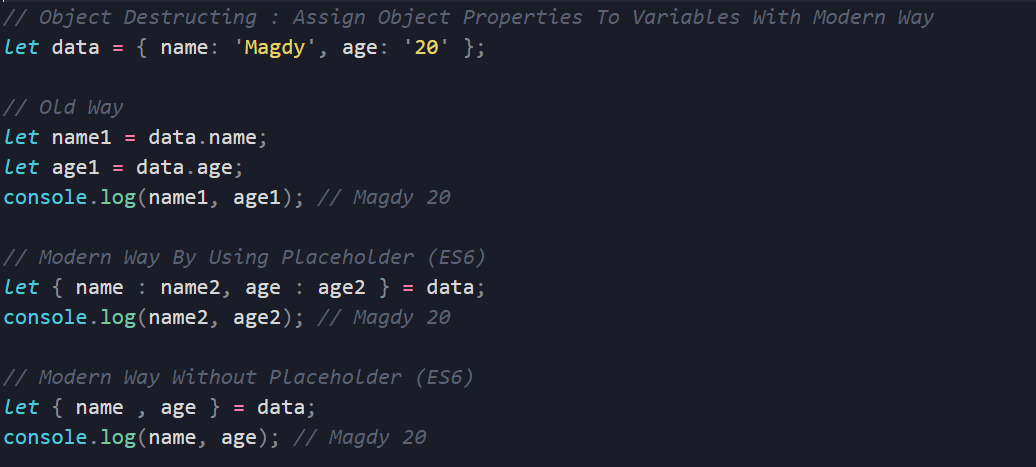 // Object Destructing : Assign Object Properties To Variables With Modern Way
let data = { name: 'Magdy', age: '20' };
// Old Way
let name1 = data.name;
let age1 = data.age;
console.log(name1, age1); // Magdy 20
// Modern Way By Using Placeholder (ES6)
let { name : name2, age : age2 } = data;
console.log(name2, age2); // Magdy 20
// Modern Way Without Placeholder (ES6)
let { name , age } = data;
console.log(name, age); // Magdy 20